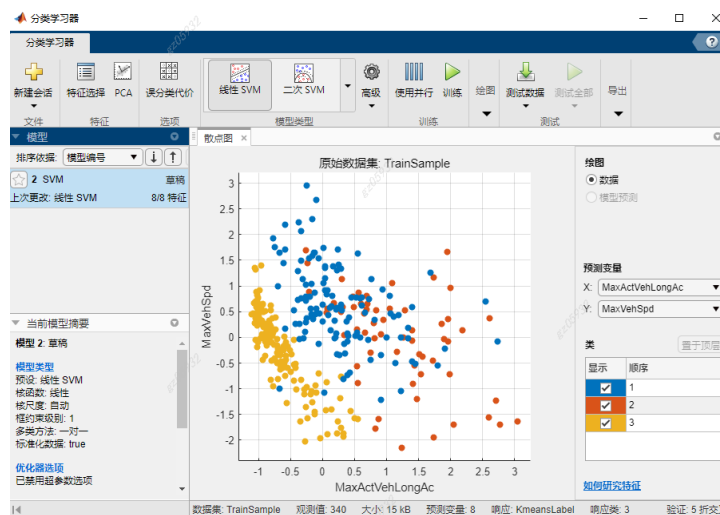 分类学习器
分类学习器
?
新建会话
特征选择
PCA
误分类代价
线性 SVM
二次 SVM
高级
使用并行
训练
绘图
测试数据
测试全部
导出
文件
特征
选项
模型类型
训练
测试
模型
排序依据:
模型编号
2 SVM
草稿
上次更改: 线性 SVM
8/8 特征
当前模型摘要
模型 2: 草稿
模型类型
预设: 线性 SVM
核函数: 线性
核尺度: 自动
框约束级别: 1
多类方法: 一对一
标准化数据: true
优化器选项
已禁用超参数选项
散点图 ×
原始数据集: TrainSample
MaxVehSpd
3
2.5
2
1.5
1
0.5
0
-0.5
-1
-1.5
-2
-1 -0.5 0 0.5 1 1.5 2 2.5 3
MaxActVehLongAc
绘图
数据
模型预测
预测变量
X: MaxActVehLongAc
Y: MaxVehSpd
类
置于顶层
显示 顺序
1
2
3
如何研究特征
数据集: TrainSample 观测值: 340 大小: 15 kB 预测变量: 8 响应: KmeansLabel 响应类: 3 验证: 5 折交